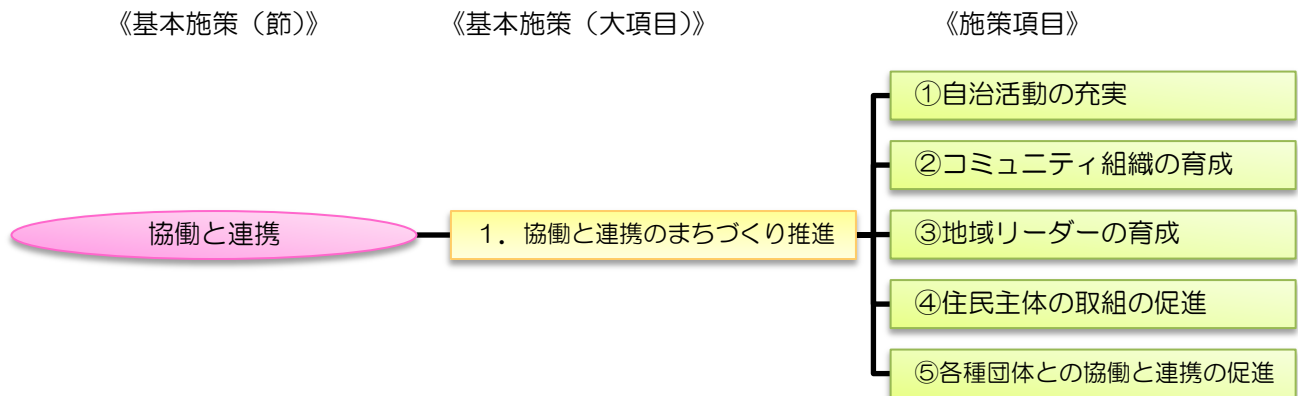 《基本施策（節）》
《基本施策（大項目）》
《施策項目》
協働と連携
1．協働と連携のまちづくり推進
①自治活動の充実
②コミュニティ組織の育成
③地域リーダーの育成
④住民主体の取組の促進
⑤各種団体との協働と連携の促進